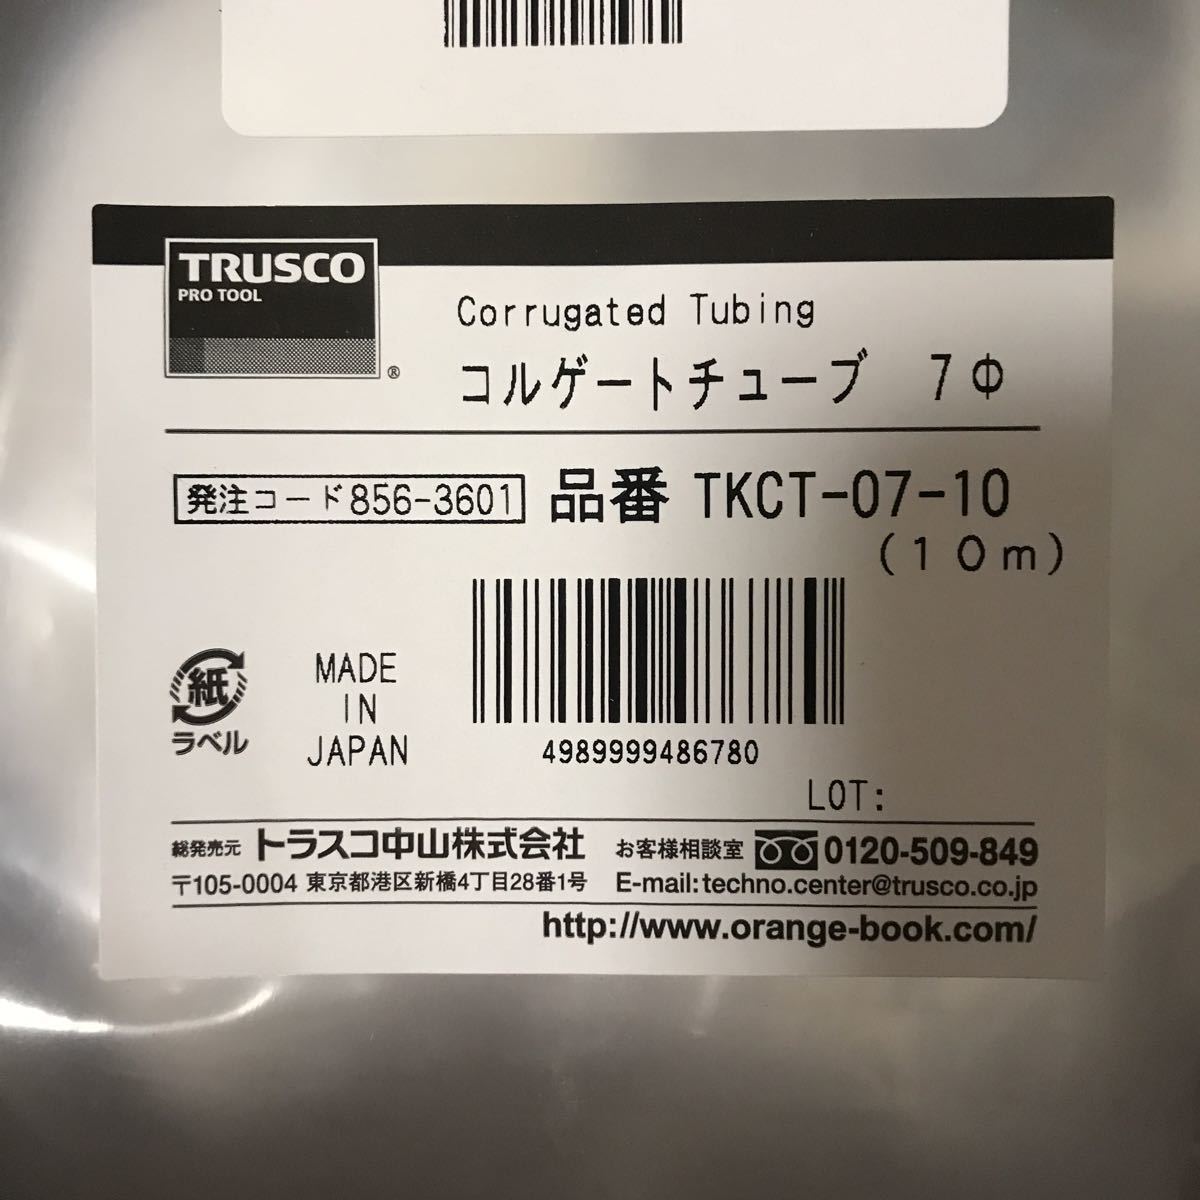 TRUSCO
PRO TOOL
®
Corrugated Tubing
コルゲートチューブ 7Φ
発注コード856-3601 品番 TKCT-07-10
(10m)
紙
ラベル
MADE
IN
JAPAN
4989999486780
LOT:
総発売元 トラスコ中山株式会社 お客様相談室 0120-509-849
〒105-0004 東京都港区新橋4丁目28番1号 E-mail:techno.center@trusco.co.jp
http://www.orange-book.com/